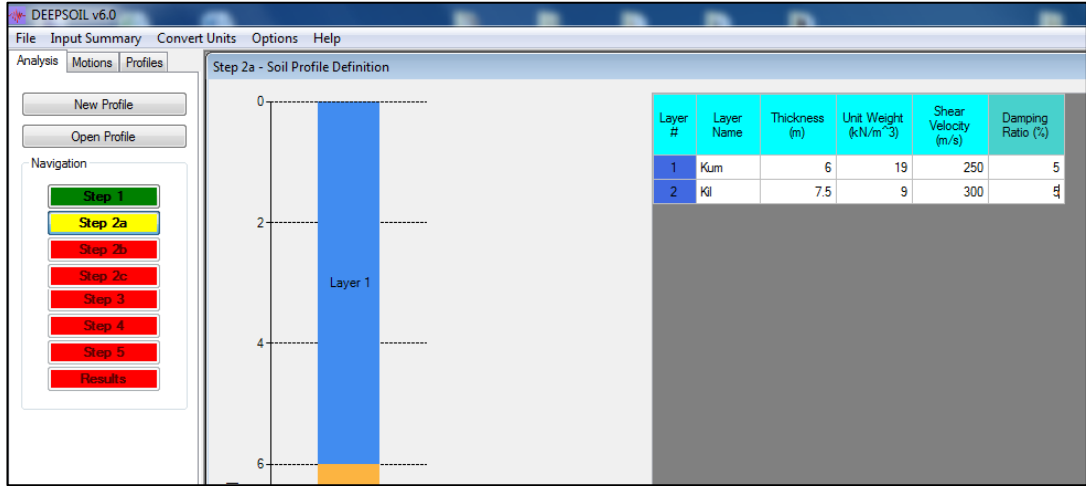 DEEPSOIL v6.0
File Input Summary Convert Units Options Help
Analysis Motions Profiles
New Profile
Open Profile
Navigation
Step 1
Step 2a
Step 2b
Step 2c
Step 3
Step 4
Step 5
Results
Step 2a - Soil Profile Definition
0
2
Layer 1
4
6
Layer # Layer Name Thickness (m) Unit Weight (kN/m^3) Shear Velocity (m/s) Damping Ratio (%)
1 Kum 6 19 250 5
2 Kil 7.5 9 300 5